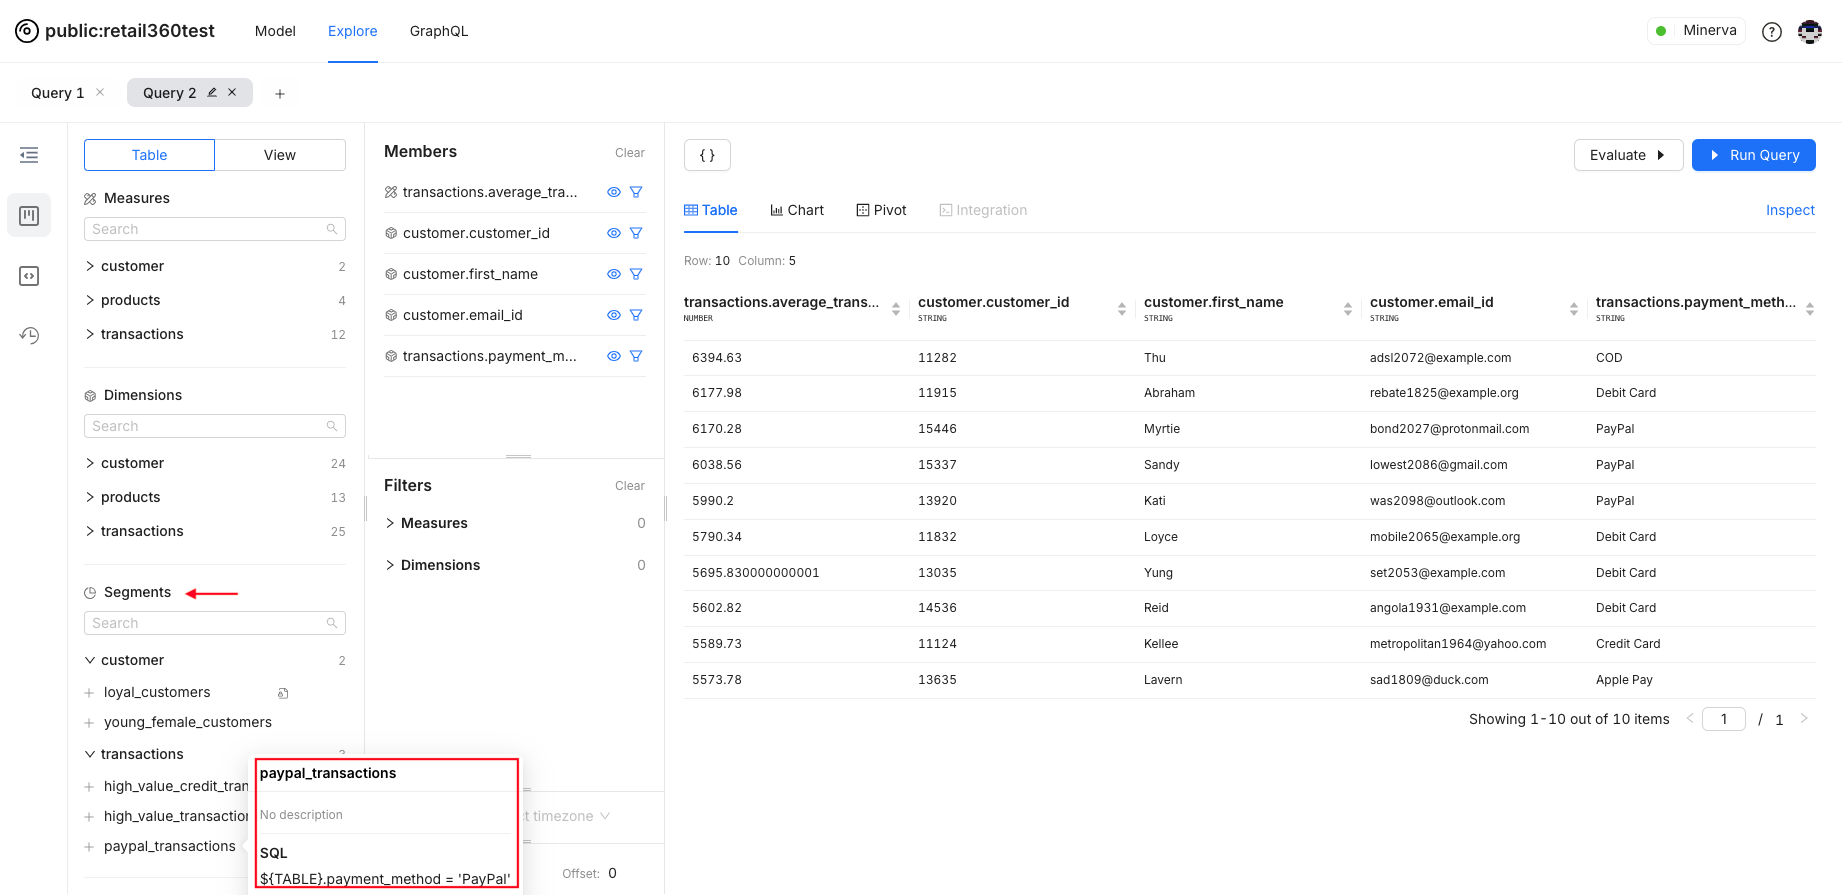 public:retail360test
Model
Explore
GraphQL
Minerva
Query 1
Query 2
Table
View
Measures
Search
customer 2
products 4
transactions 12
Dimensions
Search
customer 24
products 13
transactions 25
Segments
Search
customer 2
loyal_customers
young_female_customers
transactions
high_value_credit_tran
high_value_transaction
paypal_transactions
Members Clear
transactions.average_tra...
customer.customer_id
customer.first_name
customer.email_id
transactions.payment_m...
Filters Clear
Measures 0
Dimensions 0
timezone
Offset: 0
paypal_transactions
No description
SQL
${TABLE}.payment_method = 'PayPal'
{ }
Evaluate
Run Query
Table
Chart
Pivot
Integration
Inspect
Row: 10 Column: 5
transactions.average_trans... customer.customer_id customer.first_name customer.email_id transactions.payment_meth...
NUMBER STRING STRING STRING STRING
6394.63 11282 Thu adsl2072@example.com COD
6177.98 11915 Abraham rebate1825@example.org Debit Card
6170.28 15446 Myrtie bond2027@protonmail.com PayPal
6038.56 15337 Sandy lowest2086@gmail.com PayPal
5990.2 13920 Kati was2098@outlook.com PayPal
5790.34 11832 Loyce mobile2065@example.org Debit Card
5695.830000000001 13035 Yung set2053@example.com Debit Card
5602.82 14536 Reid angola1931@example.com Debit Card
5589.73 11124 Kellee metropolitan1964@yahoo.com Credit Card
5573.78 13635 Lavern sad1809@duck.com Apple Pay
Showing 1-10 out of 10 items 1 / 1